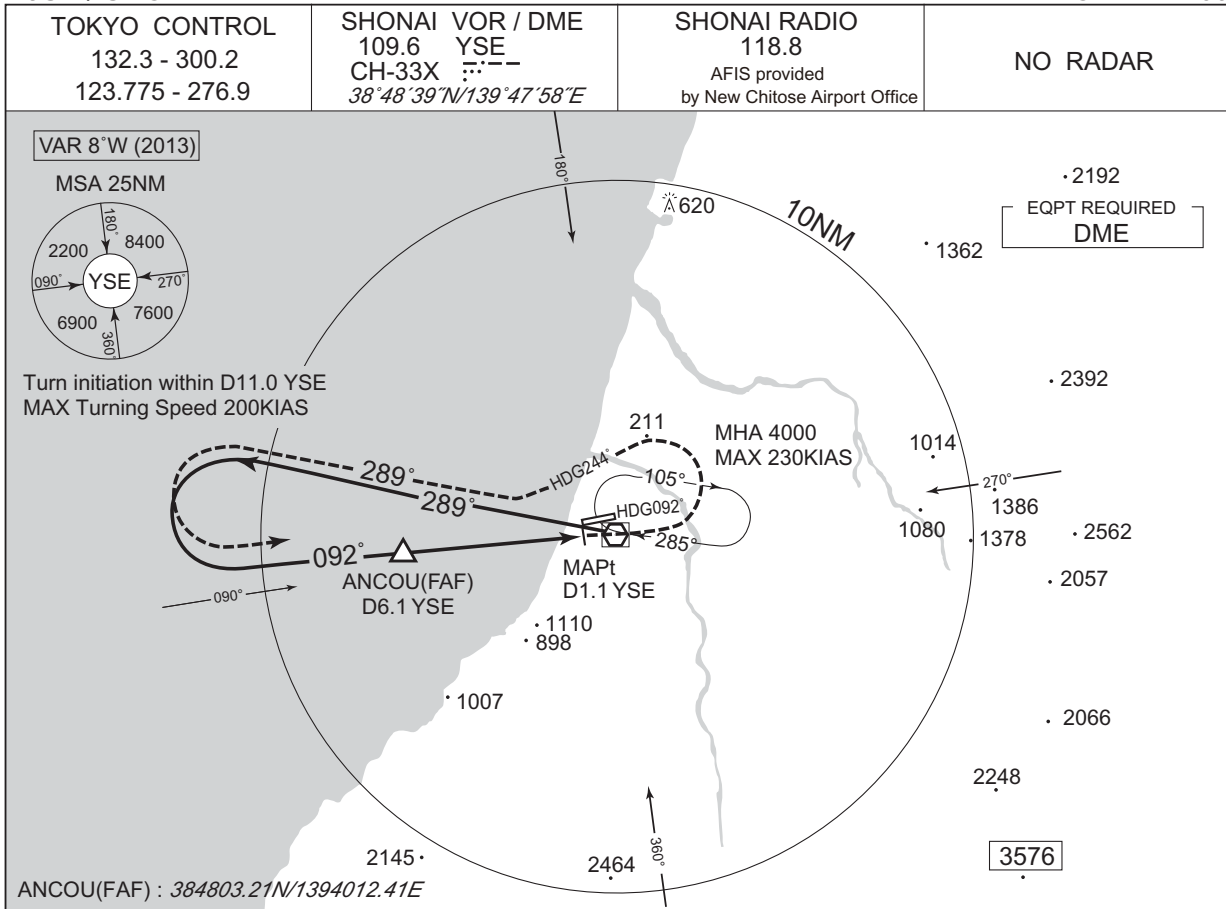 TOKYO CONTROL
132.3 - 300.2
123.775 - 276.9
SHONAI VOR / DME
109.6 YSE
CH-33X
38°48′39″N/139°47′58″E
SHONAI RADIO
118.8
AFIS provided
by New Chitose Airport Office
NO RADAR
VAR 8°W (2013)
MSA 25NM
180°
2200
8400
090°
YSE
270°
6900
7600
360°
Turn initiation within D11.0 YSE
MAX Turning Speed 200KIAS
180°
620
10NM
2192
EQPT REQUIRED
DME
1362
2392
211
MHA 4000
MAX 230KIAS
1014
289°
289°
HDG244°
105°
HDG092°
285°
270°
1386
1080
1378
2562
092°
ANCOU(FAF)
D6.1 YSE
MAPt
D1.1 YSE
2057
090°
1110
898
1007
2066
2248
360°
2145
2464
3576
ANCOU(FAF) : 384803.21N/1394012.41E